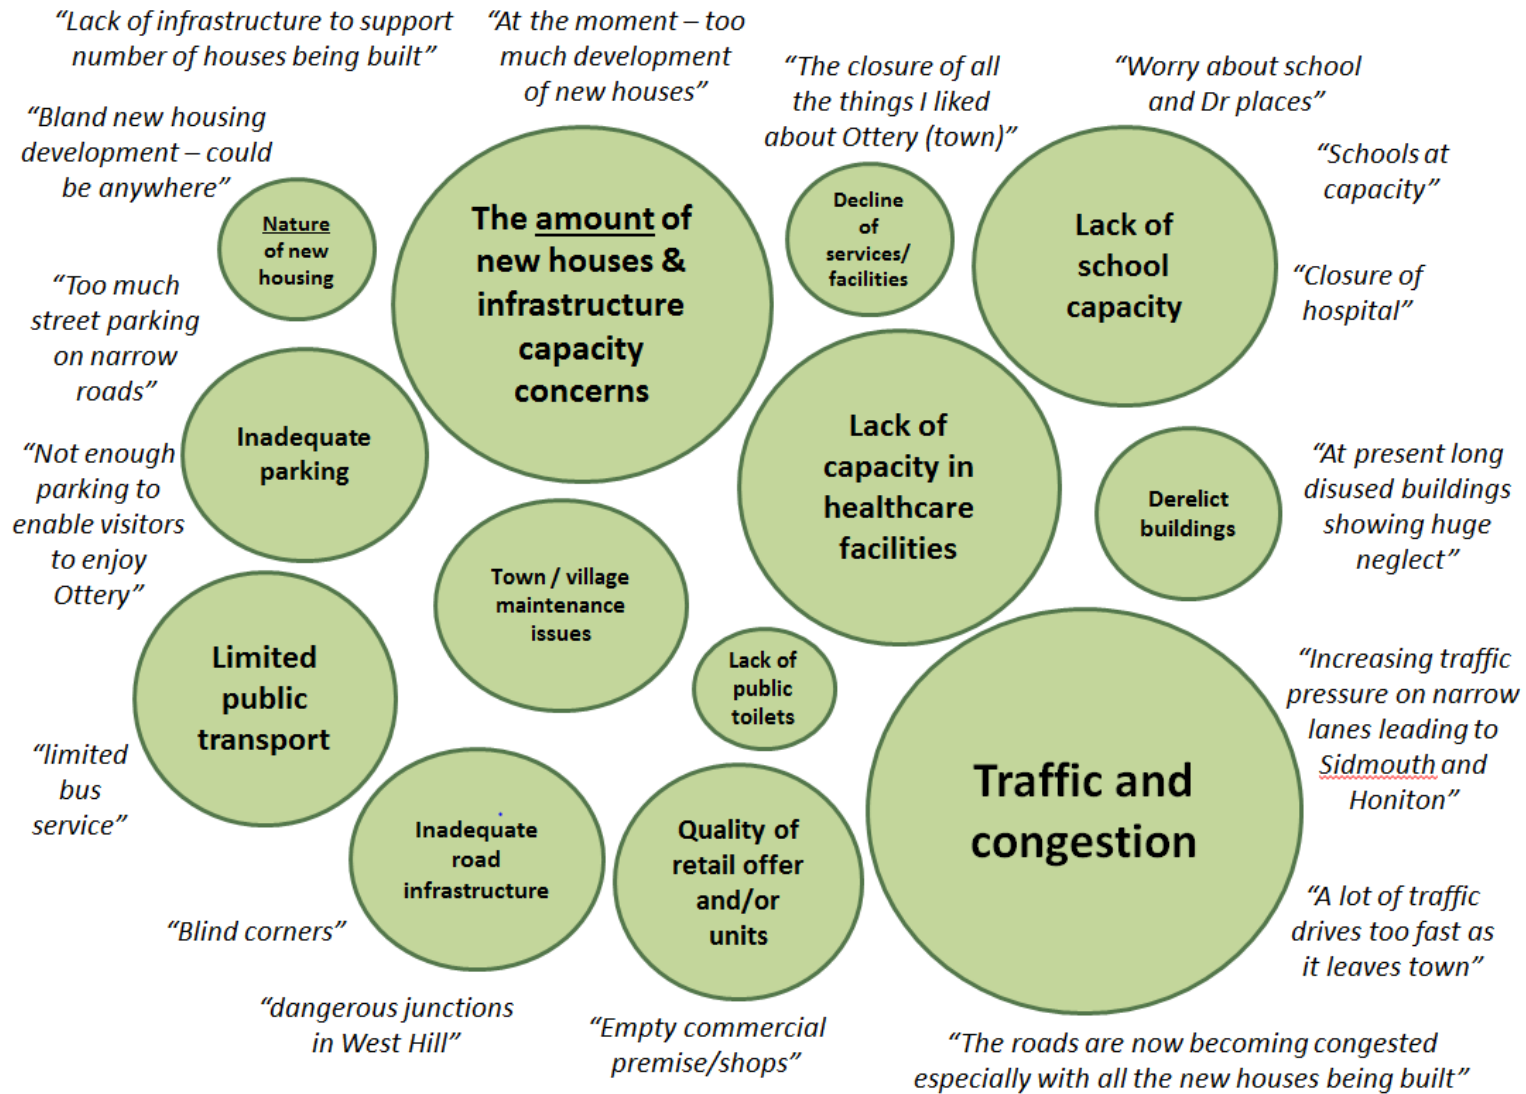 “Lack of infrastructure to support
number of houses being built”
“At the moment – too
much development
of new houses”
“The closure of all
the things I liked
about Ottery (town)”
“Worry about school
and Dr places”
“Bland new housing
development – could
be anywhere”
“Schools at
capacity”
Nature
of new
housing
The amount of
new houses &
infrastructure
capacity
concerns
Decline
of
services/
facilities
Lack of
school
capacity
“Closure of
hospital”
“Too much
street parking
on narrow
roads”
Inadequate
parking
Lack of
capacity in
healthcare
facilities
Derelict
buildings
“At present long
disused buildings
showing huge
neglect”
“Not enough
parking to
enable visitors
to enjoy
Ottery”
Town / village
maintenance
issues
Limited
public
transport
Lack of
public
toilets
“Increasing traffic
pressure on narrow
lanes leading to
Sidmouth and
Honiton”
“limited
bus
service”
Inadequate
road
infrastructure
Quality of
retail offer
and/or
units
Traffic and
congestion
“A lot of traffic
drives too fast as
it leaves town”
“Blind corners”
“dangerous junctions
in West Hill”
“Empty commercial
premise/shops”
“The roads are now becoming congested
especially with all the new houses being built”